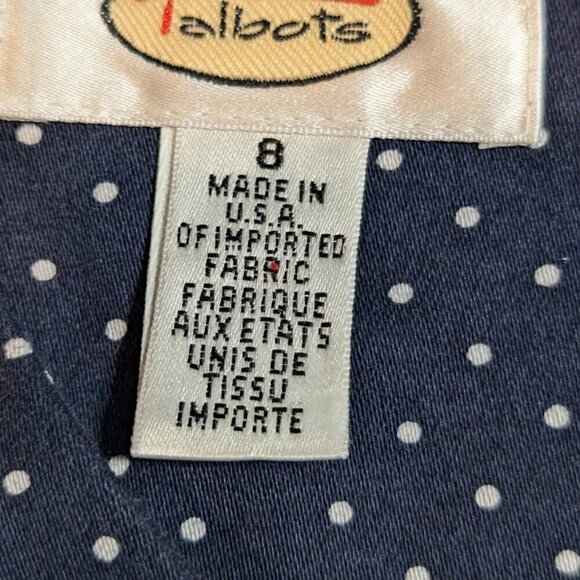 Talbots
8
MADE IN
U.S.A.
OF IMPORTED
FABRIC
FABRIQUE
AUX ETATS
UNIS DE
TISSU
IMPORTE